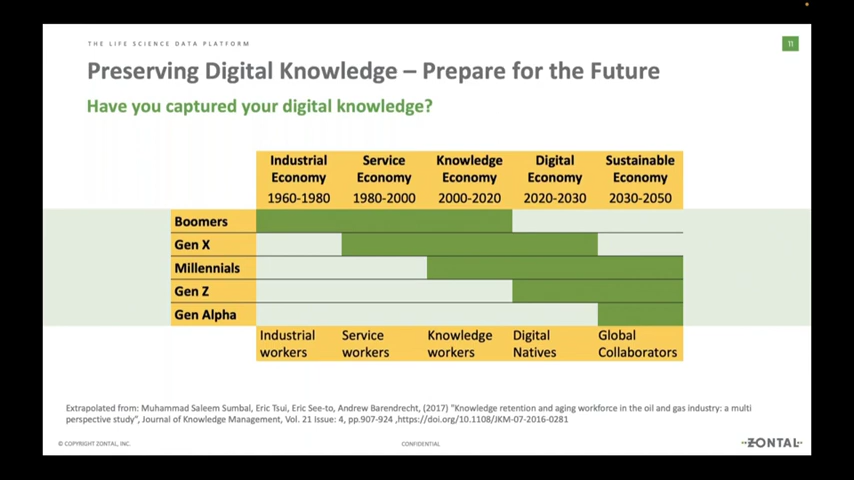 THE LIFE SCIENCE DATA PLATFORM
11
Preserving Digital Knowledge – Prepare for the Future
Have you captured your digital knowledge?
Industrial Economy 1960-1980
Service Economy 1980-2000
Knowledge Economy 2000-2020
Digital Economy 2020-2030
Sustainable Economy 2030-2050
Boomers
Gen X
Millennials
Gen Z
Gen Alpha
Industrial workers
Service workers
Knowledge workers
Digital Natives
Global Collaborators
Extrapolated from: Muhammad Saleem Sumbal, Eric Tsui, Eric See-to, Andrew Barendrecht, (2017) "Knowledge retention and aging workforce in the oil and gas industry: a multi
perspective study", Journal of Knowledge Management, Vol. 21 Issue: 4, pp.907-924 ,https://doi.org/10.1108/JKM-07-2016-0281
© COPYRIGHT ZONTAL, INC.
CONFIDENTIAL
ZONTAL